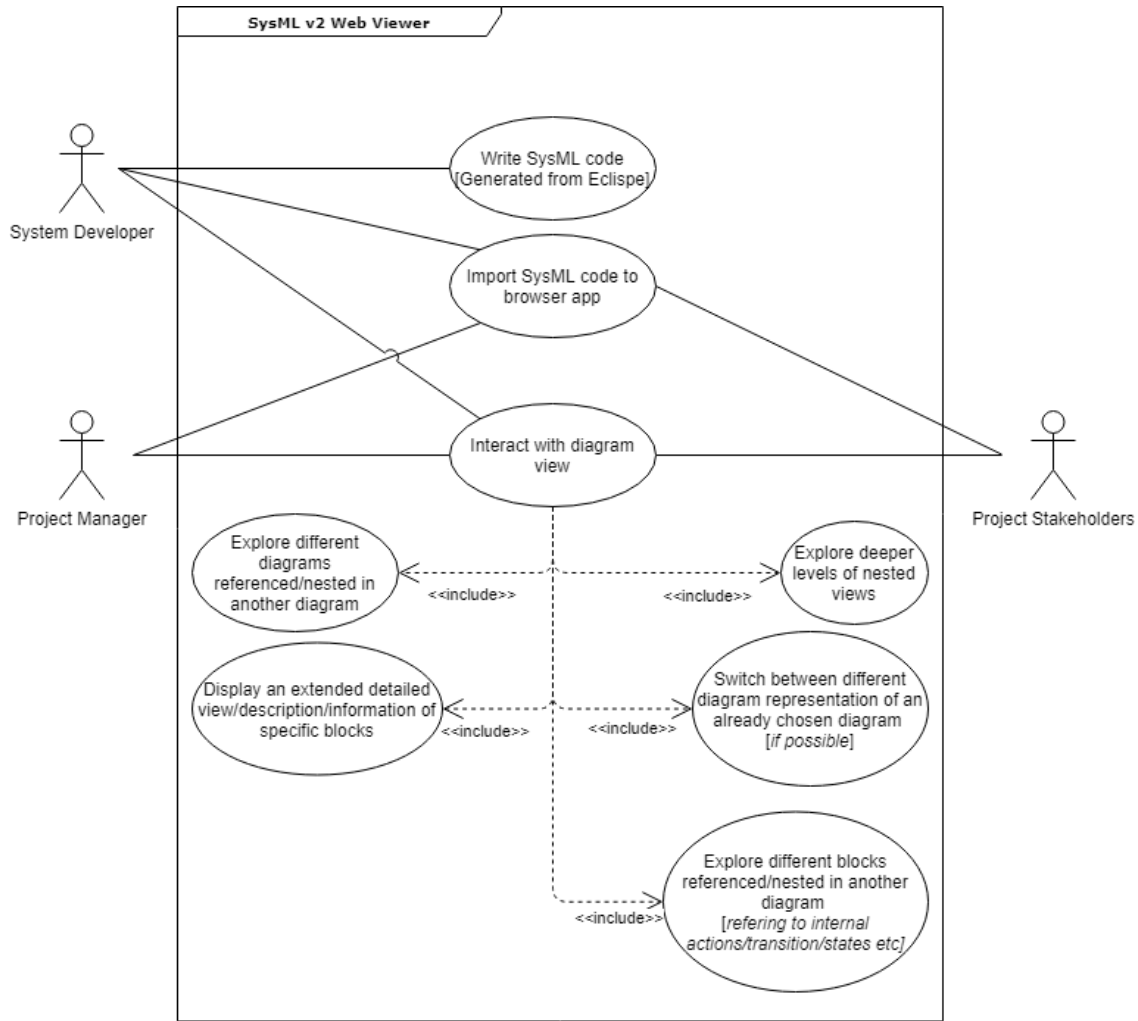 SysML v2 Web Viewer
Write SysML code
[Generated from Eclispe]
System Developer
Import SysML code to
browser app
Interact with diagram
view
Project Manager
Project Stakeholders
Explore different
diagrams
referenced/nested in
another diagram
<<include>>
<<include>>
Explore deeper
levels of nested
views
Display an extended detailed
view/description/information of
specific blocks
<<include>>
<<include>>
Switch between different
diagram representation of an
already chosen diagram
[if possible]
<<include>>
Explore different blocks
referenced/nested in another
diagram
[refering to internal
actions/transition/states etc]